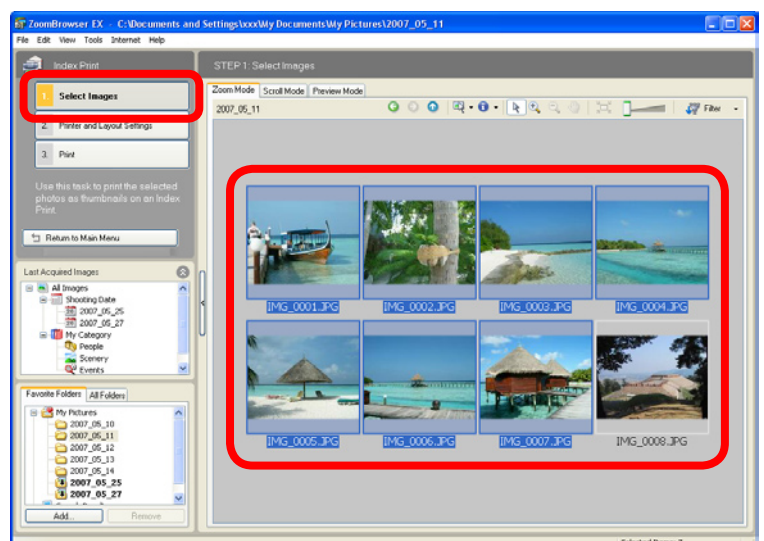 ZoomBrowser EX - C:\Documents and Settings\xxx\My Documents\My Pictures\2007_05_11
File Edit View Tools Internet Help
Index Print
STEP 1: Select Images
1. Select Images
2. Printer and Layout Settings
3. Print
Use this task to print the selected
photos as thumbnails on an Index
Print.
Return to Main Menu
Zoom Mode Scroll Mode Preview Mode
2007_05_11
Filter
Last Acquired Images
All Images
Shooting Date
2007_05_25
2007_05_27
My Category
People
Scenery
Events
Favorite Folders All Folders
My Pictures
2007_05_10
2007_05_11
2007_05_12
2007_05_13
2007_05_14
2007_05_25
2007_05_27
Add... Remove
IMG_0001.JPG IMG_0002.JPG IMG_0003.JPG IMG_0004.JPG
IMG_0005.JPG IMG_0006.JPG IMG_0007.JPG IMG_0008.JPG